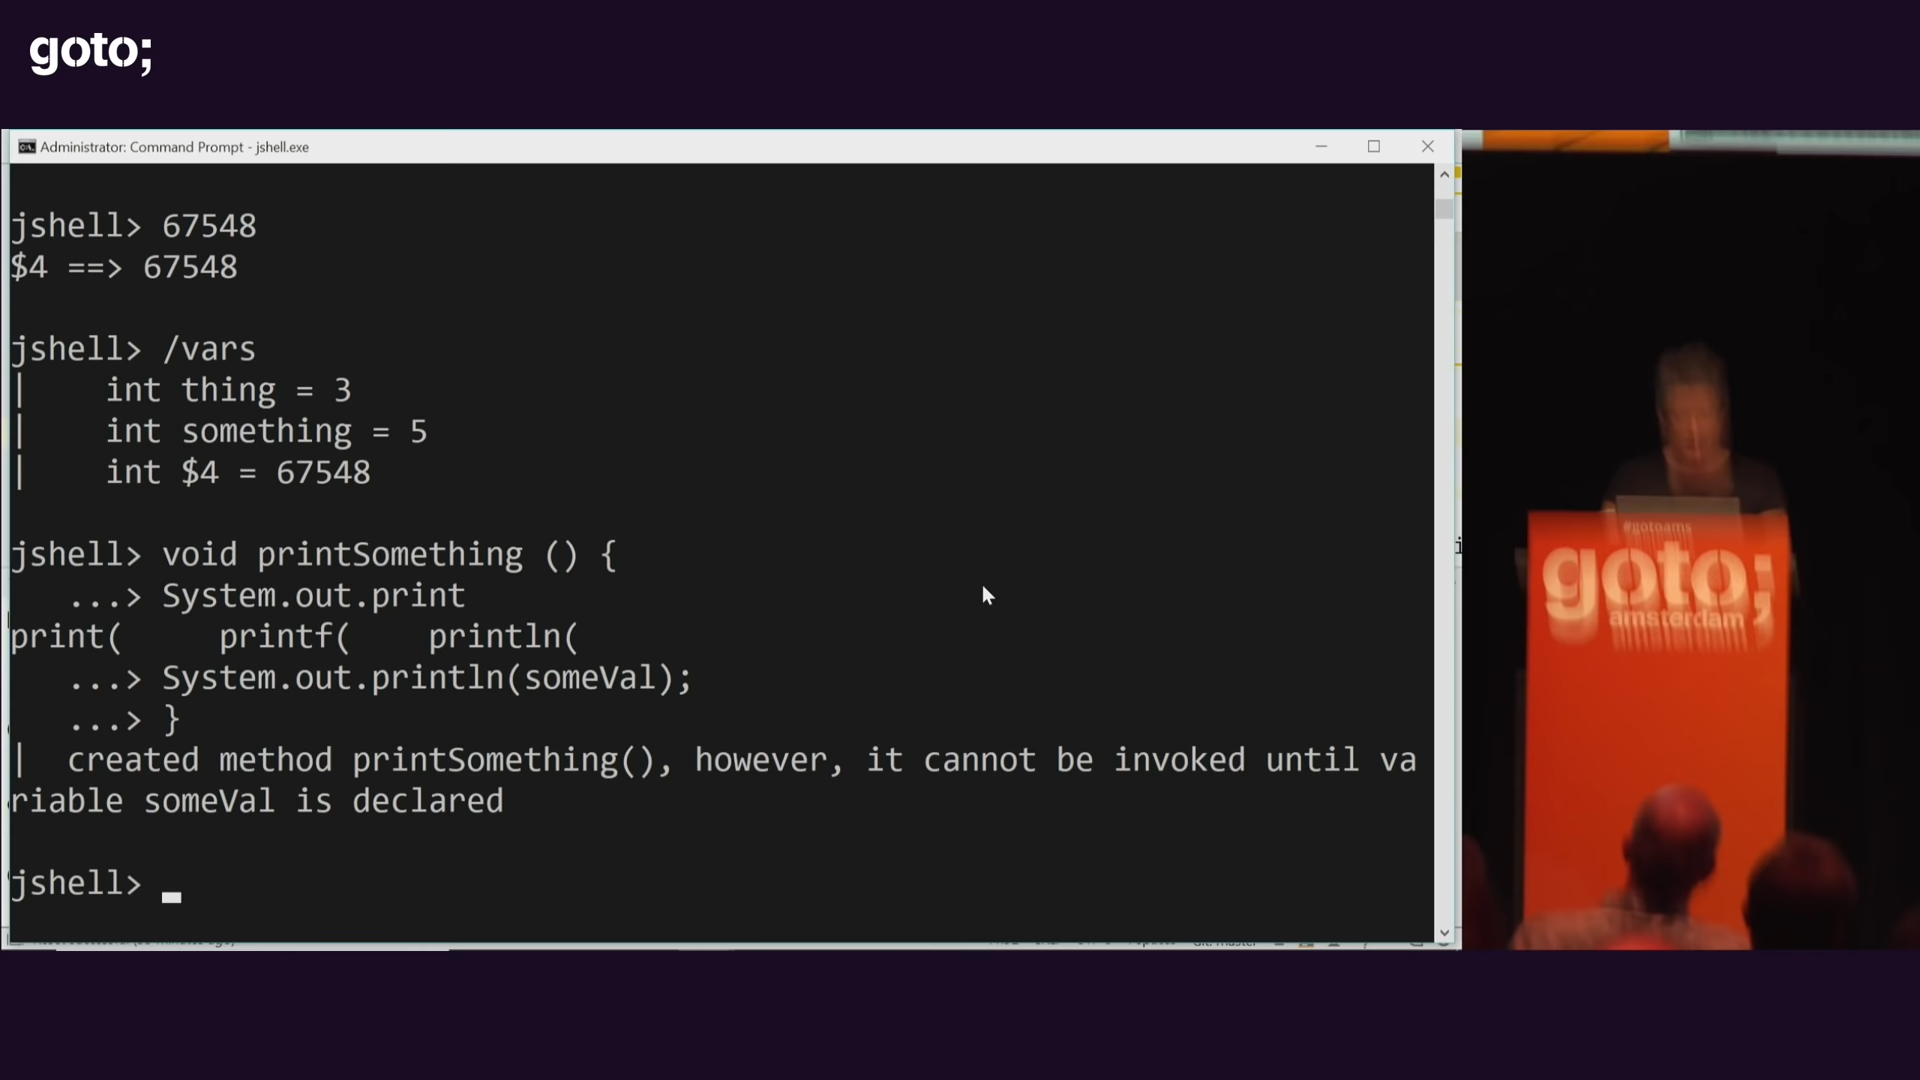 goto;
Administrator: Command Prompt - jshell.exe
jshell> 67548
$4 ==> 67548
jshell> /vars
|    int thing = 3
|    int something = 5
|    int $4 = 67548
jshell> void printSomething () {
   ...> System.out.print
print(     printf(    println(
   ...> System.out.println(someVal);
   ...> }
|  created method printSomething(), however, it cannot be invoked until va
riable someVal is declared
jshell>
#gotoams
goto;
amsterdam